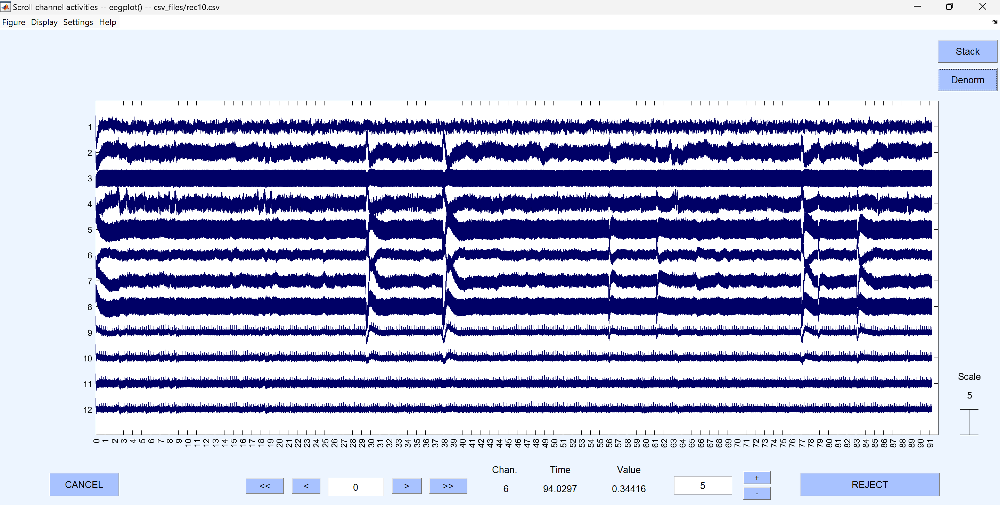 Scroll channel activities -- eegplot() -- csv_files/rec10.csv
Figure Display Settings Help
Stack
Denorm
1
2
3
4
5
6
7
8
9
10
11
12
0 1 2 3 4 5 6 7 8 9 10 11 12 13 14 15 16 17 18 19 20 21 22 23 24 25 26 27 28 29 30 31 32 33 34 35 36 37 38 39 40 41 42 43 44 45 46 47 48 49 50 51 52 53 54 55 56 57 58 59 60 61 62 63 64 65 66 67 68 69 70 71 72 73 74 75 76 77 78 79 80 81 82 83 84 85 86 87 88 89 90 91
Scale
5
Chan. Time Value
CANCEL << < 0 > >> 6 94.0297 0.34416 5 + - REJECT